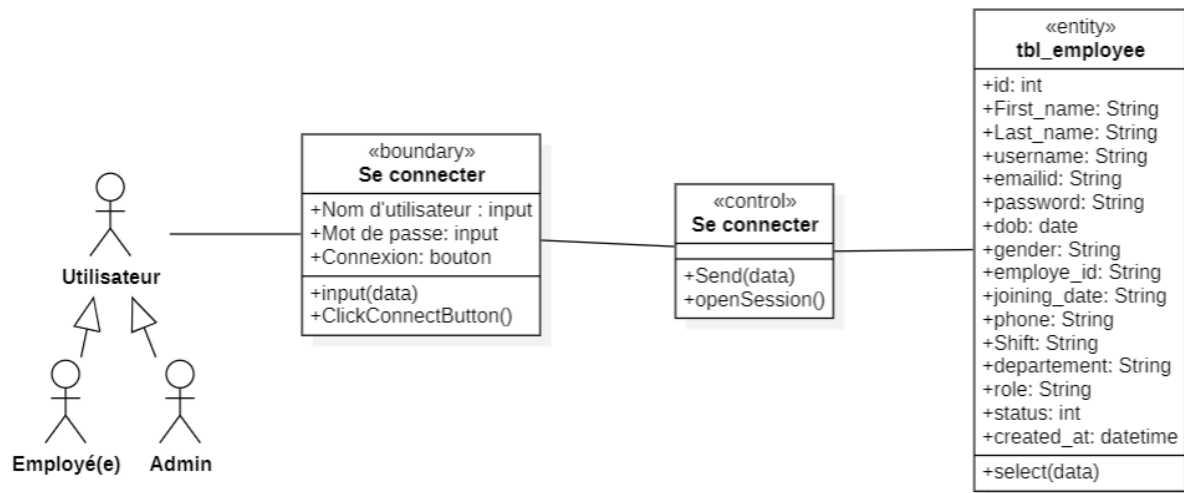 Utilisateur
Employé(e)
Admin
«boundary»
Se connecter
+Nom d'utilisateur : input
+Mot de passe: input
+Connexion: bouton
+input(data)
+ClickConnectButton()
«control»
Se connecter
+Send(data)
+openSession()
«entity»
tbl_employee
+id: int
+First_name: String
+Last_name: String
+username: String
+emailid: String
+password: String
+dob: date
+gender: String
+employe_id: String
+joining_date: String
+phone: String
+Shift: String
+departement: String
+role: String
+status: int
+created_at: datetime
+select(data)